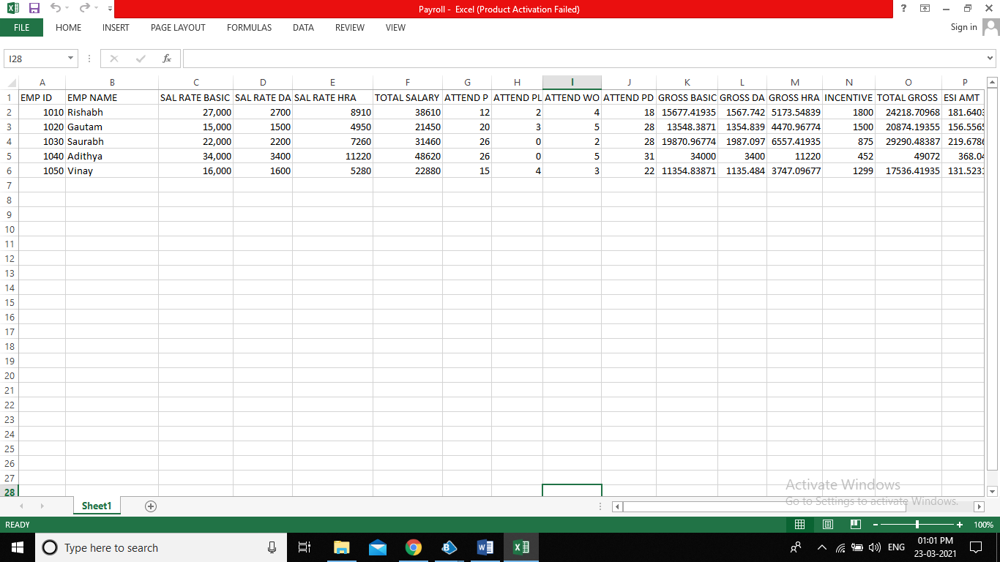 Payroll - Excel (Product Activation Failed)
FILE HOME INSERT PAGE LAYOUT FORMULAS DATA REVIEW VIEW Sign in
I28 fx
A B C D E F G H I J K L M N O P
1 EMP ID EMP NAME SAL RATE BASIC SAL RATE DA SAL RATE HRA TOTAL SALARY ATTEND P ATTEND PL ATTEND WO ATTEND PD GROSS BASIC GROSS DA GROSS HRA INCENTIVE TOTAL GROSS ESI AMT
2 1010 Rishabh 27,000 2700 8910 38610 12 2 4 18 15677.41935 1567.742 5173.54839 1800 24218.70968 181.6403
3 1020 Gautam 15,000 1500 4950 21450 20 3 5 28 13548.3871 1354.839 4470.96774 1500 20874.19355 156.5565
4 1030 Saurabh 22,000 2200 7260 31460 26 0 2 28 19870.96774 1987.097 6557.41935 875 29290.48387 219.6786
5 1040 Adithya 34,000 3400 11220 48620 26 0 5 31 34000 3400 11220 452 49072 368.04
6 1050 Vinay 16,000 1600 5280 22880 15 4 3 22 11354.83871 1135.484 3747.09677 1299 17536.41935 131.5231
7
8
9
10
11
12
13
14
15
16
17
18
19
20
21
22
23
24
25
26
27
28
Activate Windows
Go to Settings to activate Windows.
Sheet1
READY 100%
Type here to search ENG 01:01 PM
23-03-2021